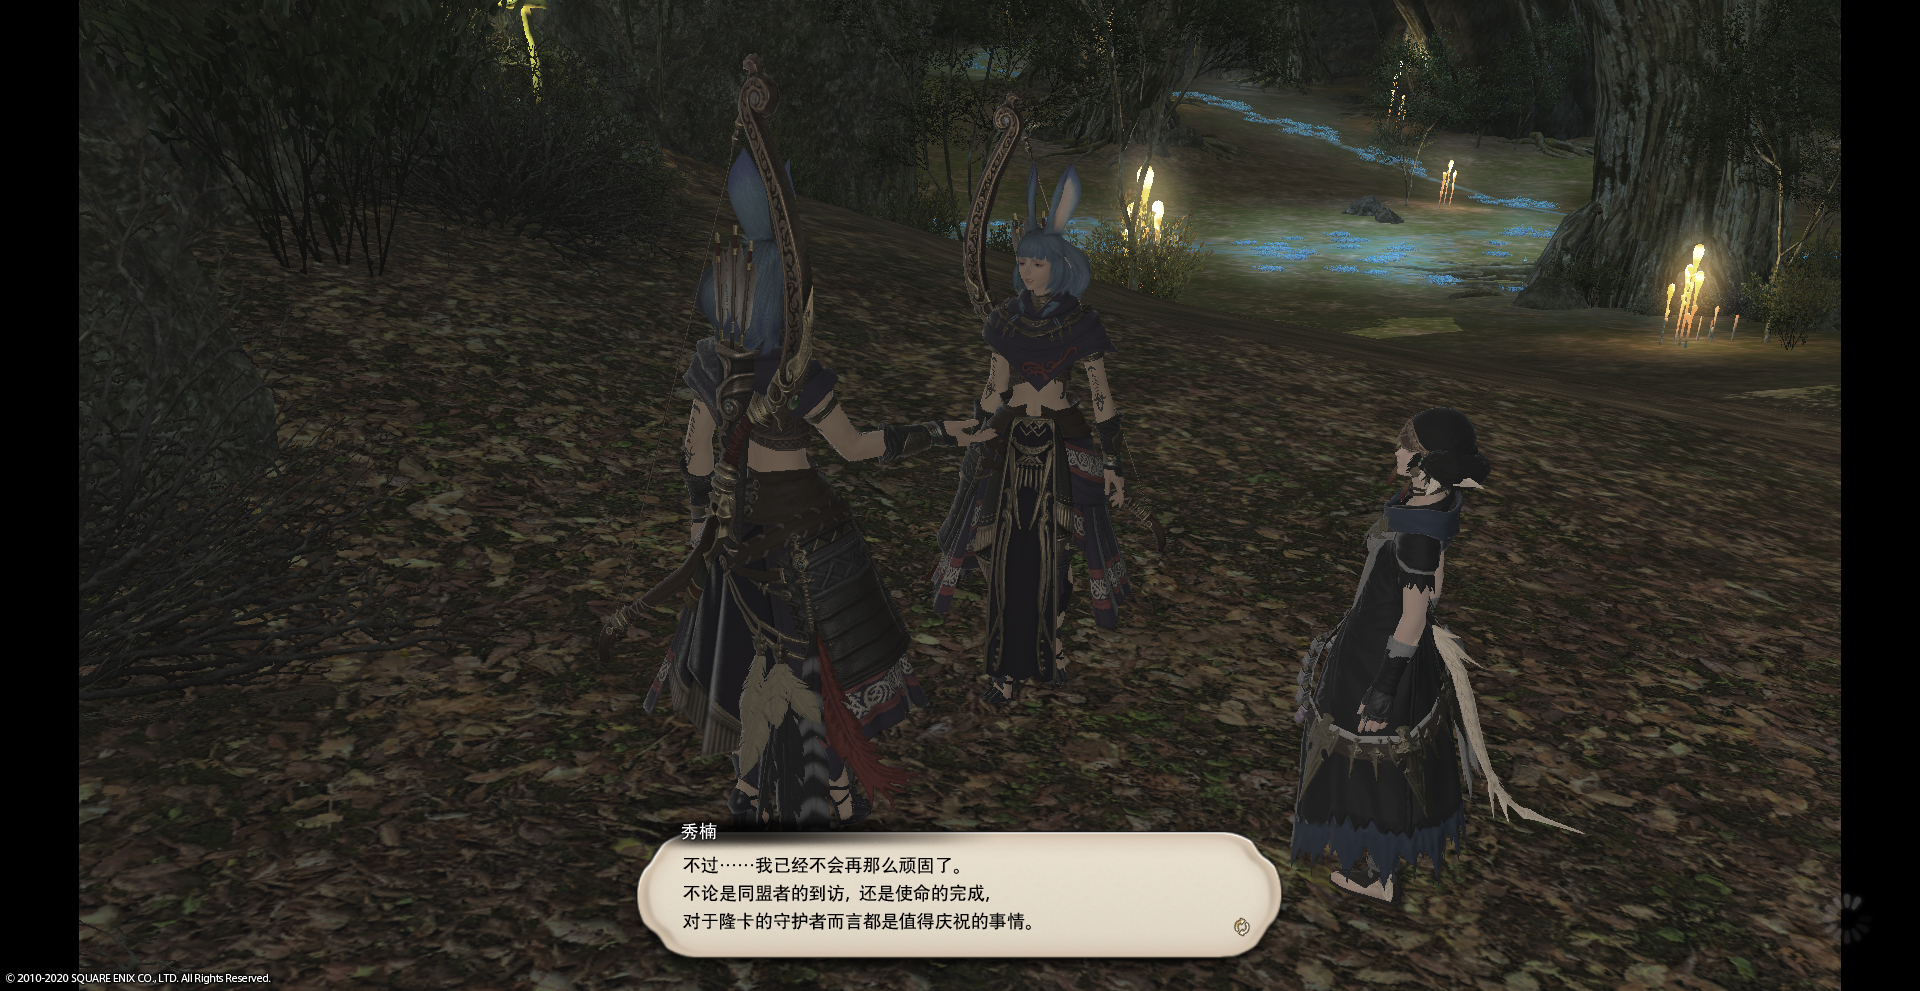 秀楠
不过……我已经不会再那么顽固了。
不论是同盟者的到访，还是使命的完成，
对于隆卡的守护者而言都是值得庆祝的事情。
© 2010-2020 SQUARE ENIX CO., LTD. All Rights Reserved.